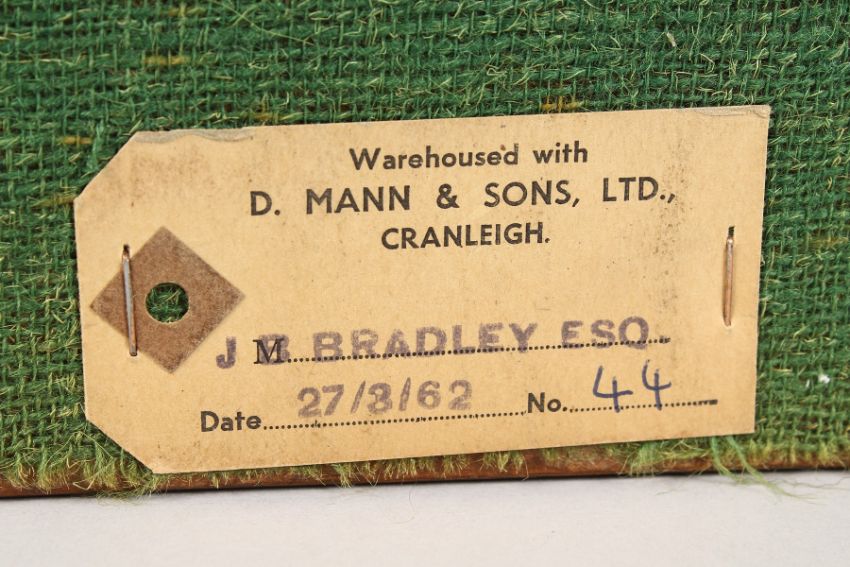 Warehoused with
D. MANN & SONS, LTD.,
CRANLEIGH.
J M B BRADLEY ESQ.
Date 27/3/62 No. 44